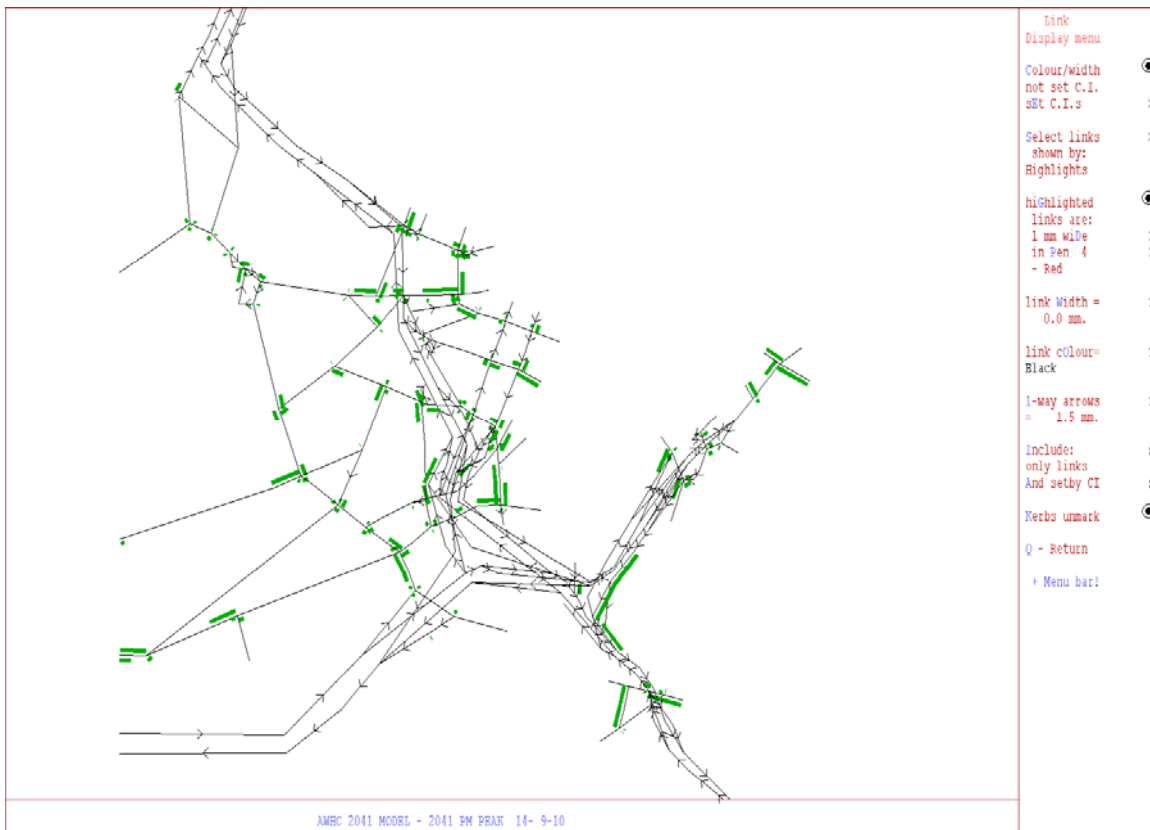 Link
Display menu
Colour/width
not set C.I.
sEt C.I.s
Select links
shown by:
Highlights
hiGhlighted
links are:
1 mm wiDe
in Pen 4
- Red
link Width =
0.0 mm.
link cOlour=
Black
1-way arrows
= 1.5 mm.
Include:
only links
And setby CI
Kerbs unmark
Q - Return
+ Menu bar!
AWHC 2041 MODEL - 2041 PM PEAK 14- 9-10